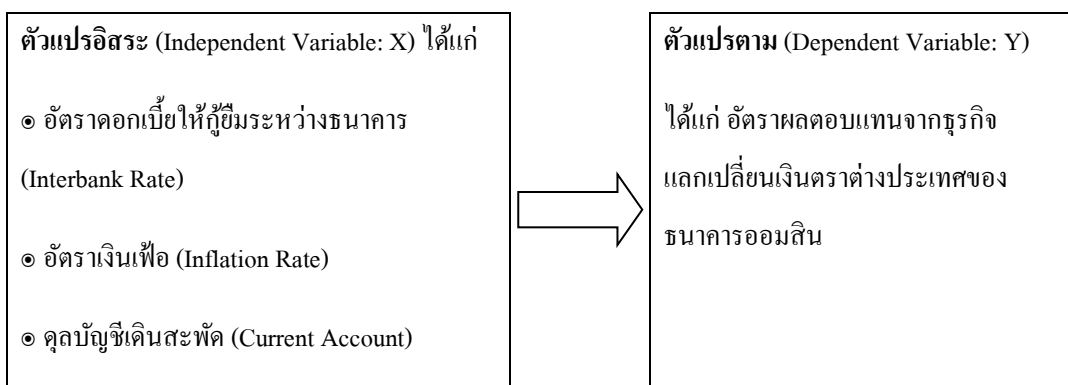 ตัวแปรอิสระ (Independent Variable: X) ได้แก่
⦿ อัตราดอกเบี้ยให้กู้ยืมระหว่างธนาคาร
(Interbank Rate)
⦿ อัตราเงินเฟ้อ (Inflation Rate)
⦿ ดุลบัญชีเดินสะพัด (Current Account)
ตัวแปรตาม (Dependent Variable: Y)
ได้แก่ อัตราผลตอบแทนจากธุรกิจ
แลกเปลี่ยนเงินตราต่างประเทศของ
ธนาคารออมสิน